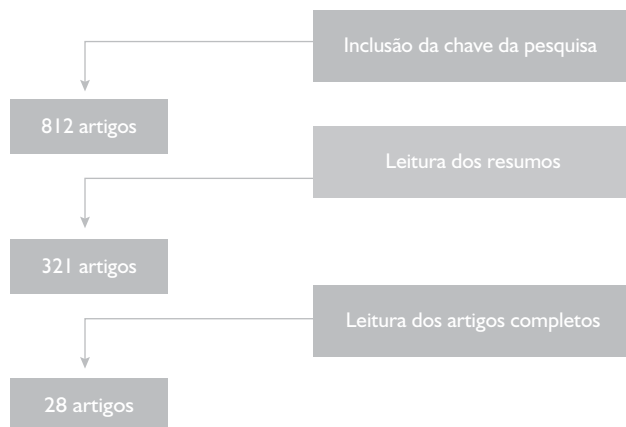 Inclusão da chave da pesquisa
812 artigos
Leitura dos resumos
321 artigos
Leitura dos artigos completos
28 artigos